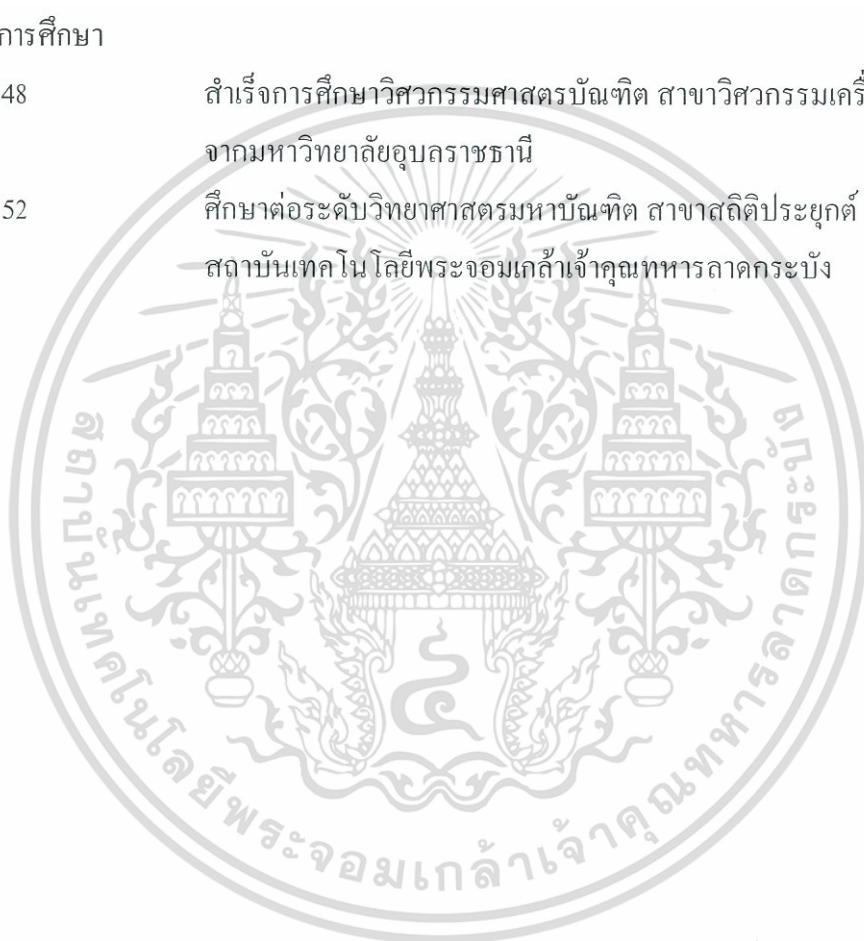 การศึกษา
48 สำเร็จการศึกษาวิศวกรรมศาสตรบัณฑิต สาขาวิศวกรรมเครื่
จากมหาวิทยาลัยอุบลราชธานี
52 ศึกษาต่อระดับวิทยาศาสตรมหาบัณฑิต สาขาสถิติประยุกต์
สถาบันเทคโนโลยีพระจอมเกล้าเจ้าคุณทหารลาดกระบัง
สถาบันเทคโนโลยีพระจอมเกล้าเจ้าคุณทหารลาดกระบัง